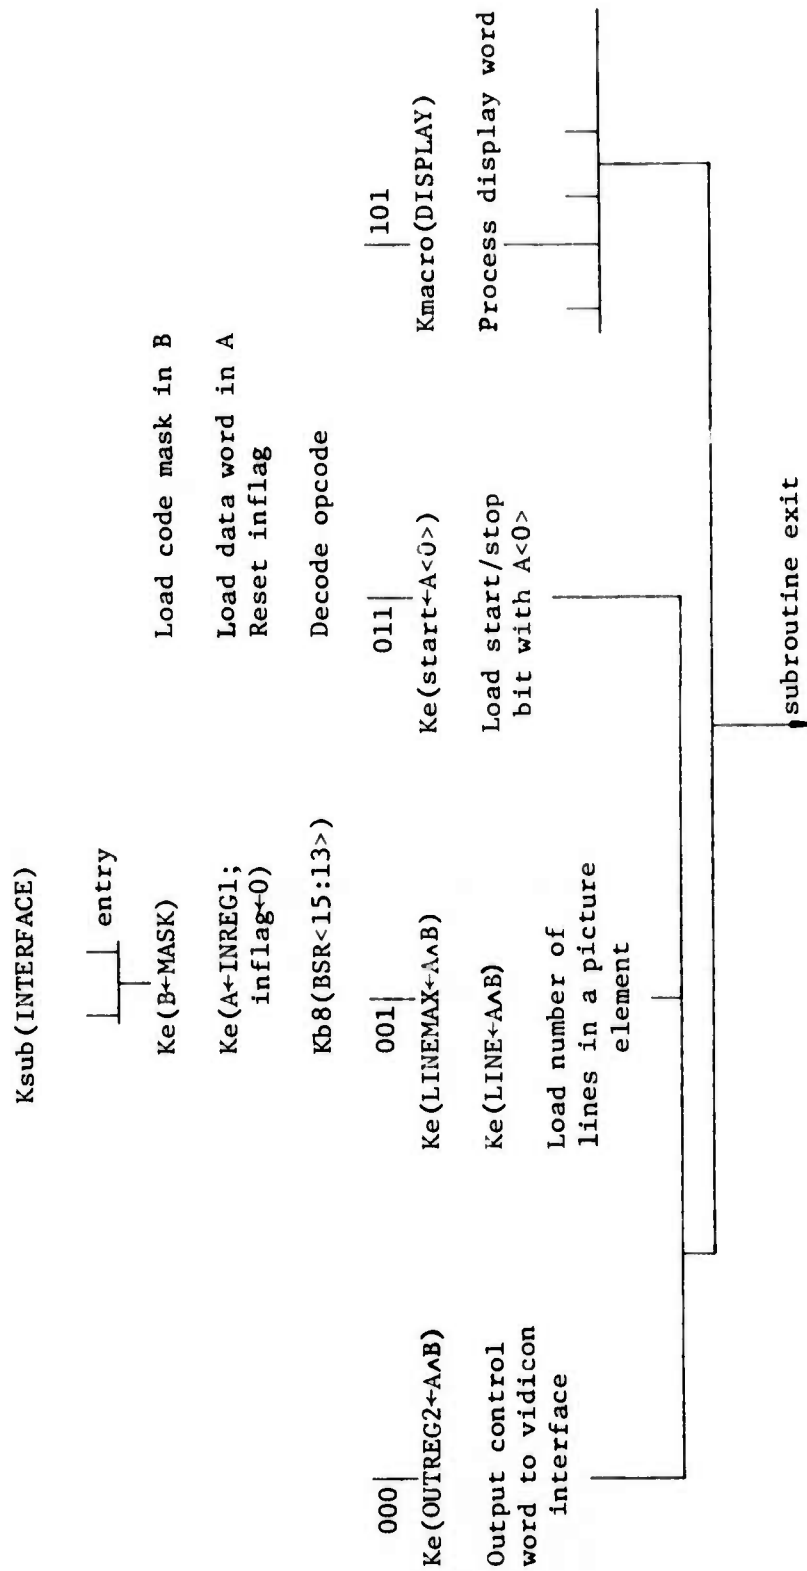 Ksub(INTERFACE)
entry
Ke(B←MASK)
Load code mask in B
Ke(A←INREG1;
inflag←0)
Load data word in A
Reset inflag
Kb8(BSR<15:13>)
Decode opcode
000
Ke(OUTREG2←A∧B)
Output control
word to vidicon
interface
001
Ke(LINEMAX←A∧B)
Ke(LINE←A∧B)
Load number of
lines in a picture
element
011
Ke(start←A<0>)
Load start/stop
bit with A<0>
101
Kmacro(DISPLAY)
Process display word
subroutine exit